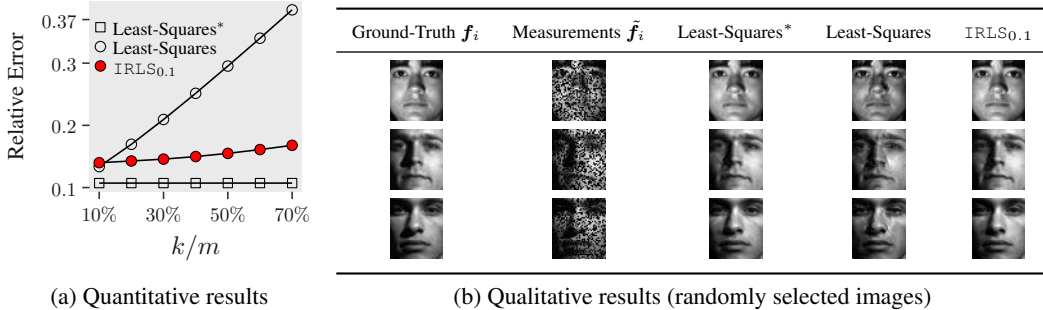 0.37
0.3
0.2
0.1
Relative Error
Least-Squares*
Least-Squares
IRLS0.1
10% 30% 50% 70%
k/m
(a) Quantitative results
Ground-Truth fᵢ Measurements f̃ᵢ Least-Squares* Least-Squares IRLS0.1
(b) Qualitative results (randomly selected images)